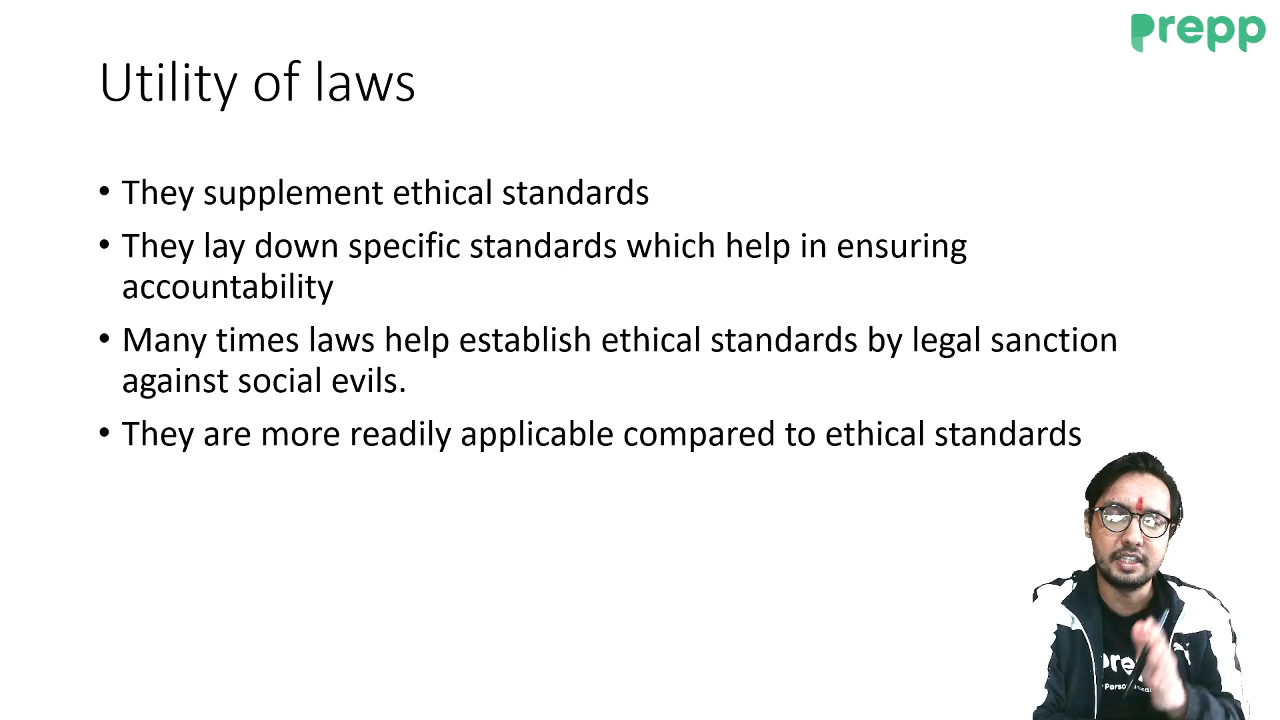 prepp
Utility of laws
• They supplement ethical standards
• They lay down specific standards which help in ensuring
accountability
• Many times laws help establish ethical standards by legal sanction
against social evils.
• They are more readily applicable compared to ethical standards